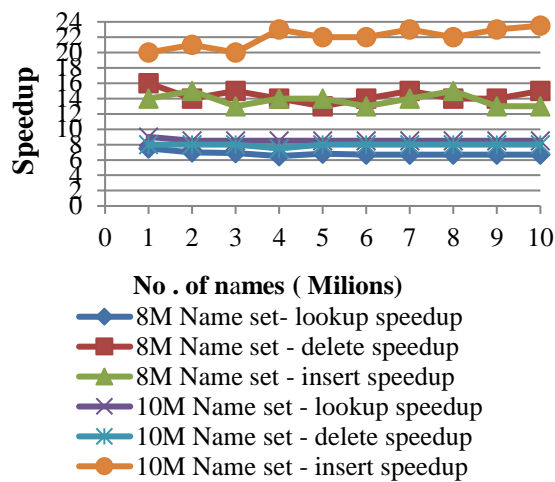 24
22
20
18
16
14
12
10
8
6
4
2
0
Speedup
0 1 2 3 4 5 6 7 8 9 10
No . of names ( Milions)
8M Name set- lookup speedup
8M Name set - delete speedup
8M Name set - insert speedup
10M Name set - lookup speedup
10M Name set - delete speedup
10M Name set - insert speedup